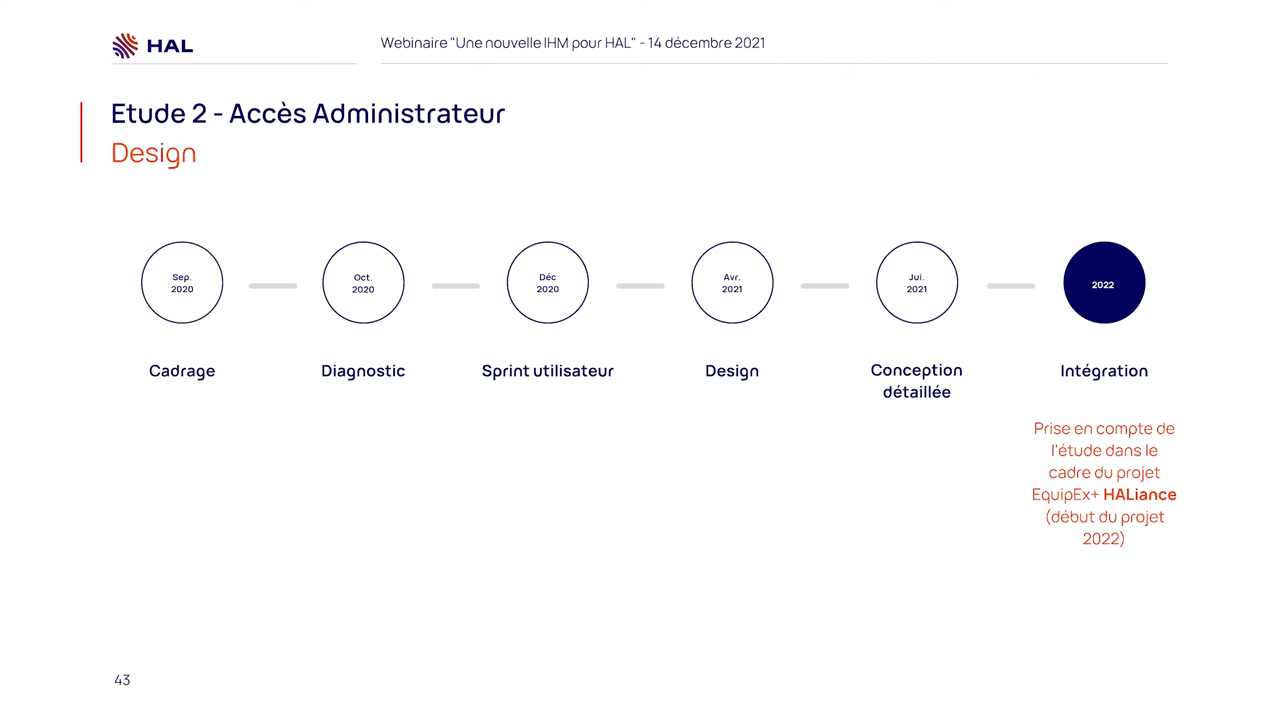 HAL
Webinaire "Une nouvelle IHM pour HAL" - 14 décembre 2021
Etude 2 - Accès Administrateur
Design
Sep.
2020
Oct.
2020
Déc
2020
Avr.
2021
Jui.
2021
2022
Cadrage
Diagnostic
Sprint utilisateur
Design
Conception
détaillée
Intégration
Prise en compte de
l'étude dans le
cadre du projet
EquipEx+ HALiance
(début du projet
2022)
43